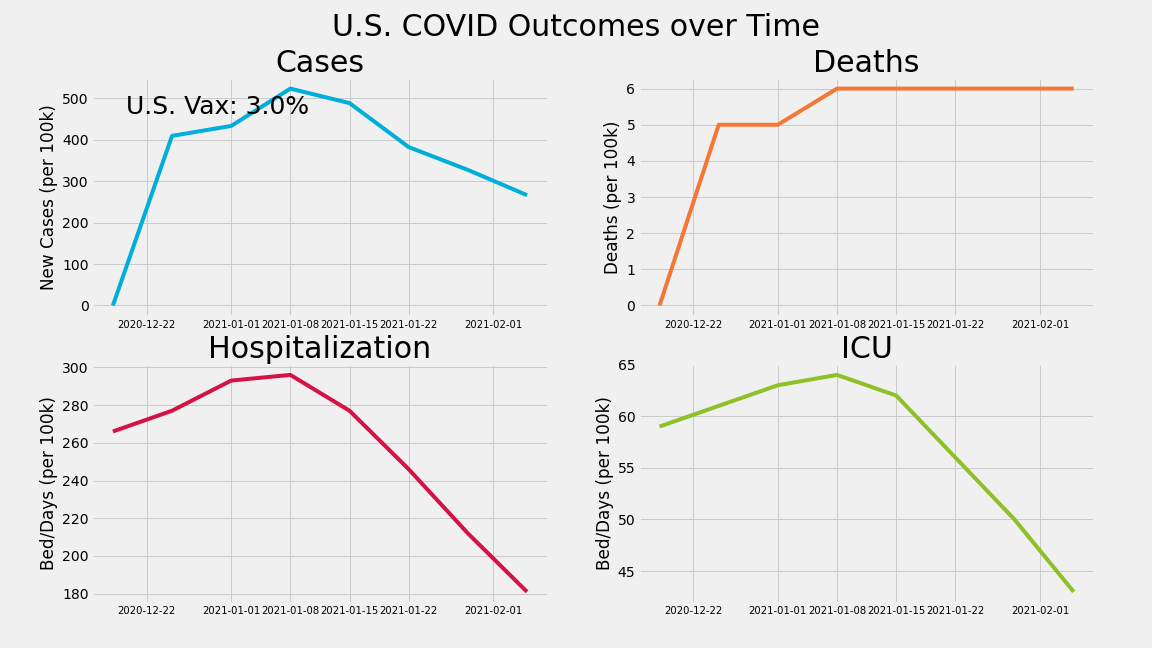 U.S. COVID Outcomes over Time
Cases
New Cases (per 100k)
500
400
300
200
100
0
U.S. Vax: 3.0%
2020-12-22 2021-01-01 2021-01-08 2021-01-15 2021-01-22 2021-02-01
Deaths
Deaths (per 100k)
6
5
4
3
2
1
0
2020-12-22 2021-01-01 2021-01-08 2021-01-15 2021-01-22 2021-02-01
Hospitalization
Bed/Days (per 100k)
300
280
260
240
220
200
180
2020-12-22 2021-01-01 2021-01-08 2021-01-15 2021-01-22 2021-02-01
ICU
Bed/Days (per 100k)
65
60
55
50
45
2020-12-22 2021-01-01 2021-01-08 2021-01-15 2021-01-22 2021-02-01